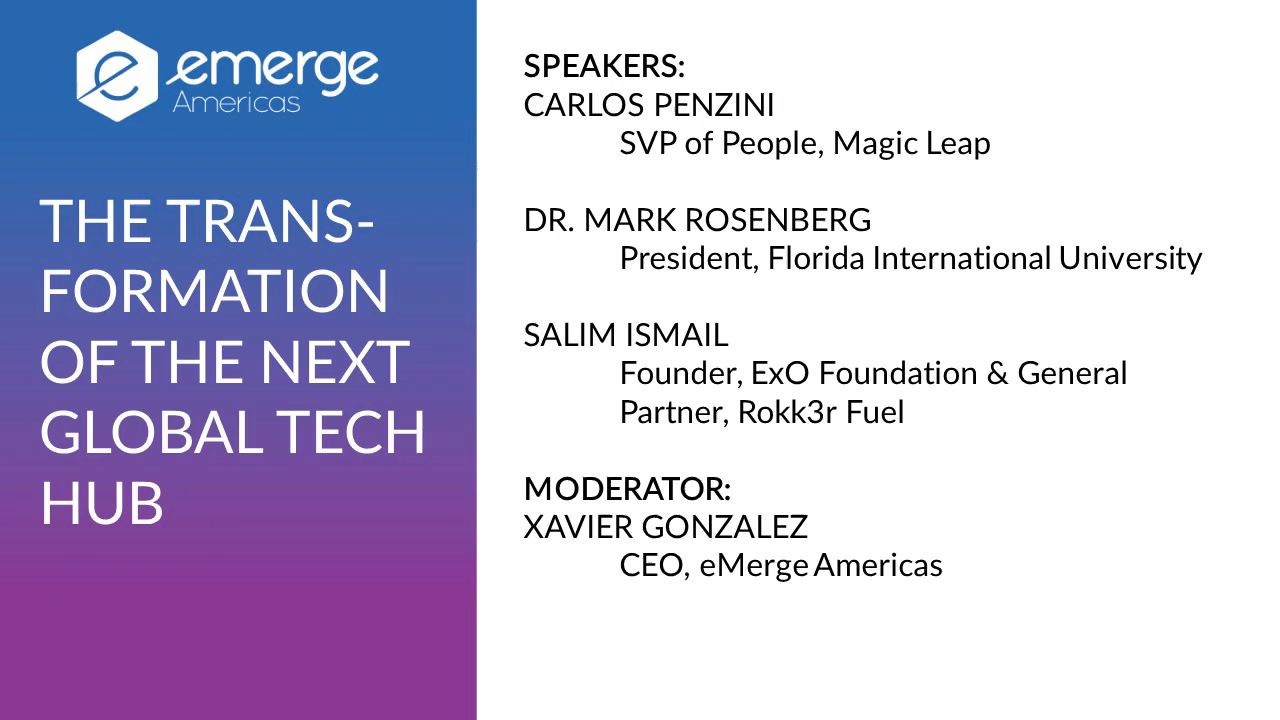 emerge
Americas
THE TRANS-
FORMATION
OF THE NEXT
GLOBAL TECH
HUB
SPEAKERS:
CARLOS PENZINI
SVP of People, Magic Leap
DR. MARK ROSENBERG
President, Florida International University
SALIM ISMAIL
Founder, ExO Foundation & General
Partner, Rokk3r Fuel
MODERATOR:
XAVIER GONZALEZ
CEO, eMerge Americas